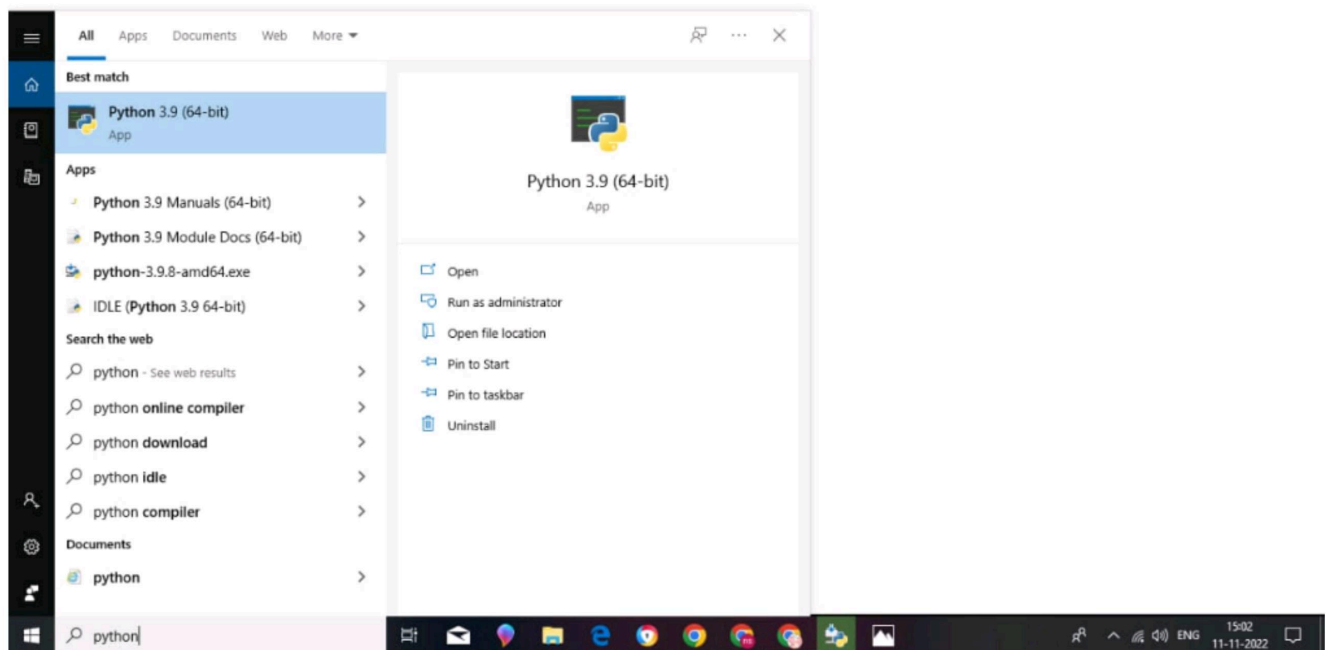 All Apps Documents Web More
Best match
Python 3.9 (64-bit)
App
Apps
Python 3.9 Manuals (64-bit)
Python 3.9 Module Docs (64-bit)
python-3.9.8-amd64.exe
IDLE (Python 3.9 64-bit)
Search the web
python - See web results
python online compiler
python download
python idle
python compiler
Documents
python
python
Python 3.9 (64-bit)
App
Open
Run as administrator
Open file location
Pin to Start
Pin to taskbar
Uninstall
ENG
15:02
11-11-2022